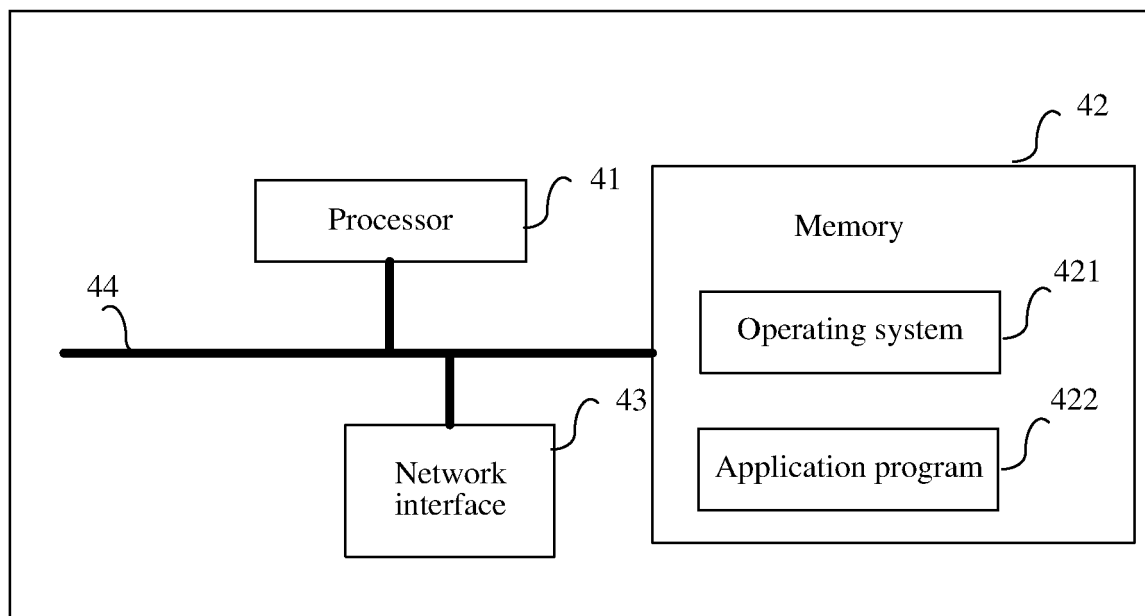 42
41
Processor
Memory
421
44
Operating system
43
422
Network
interface
Application program